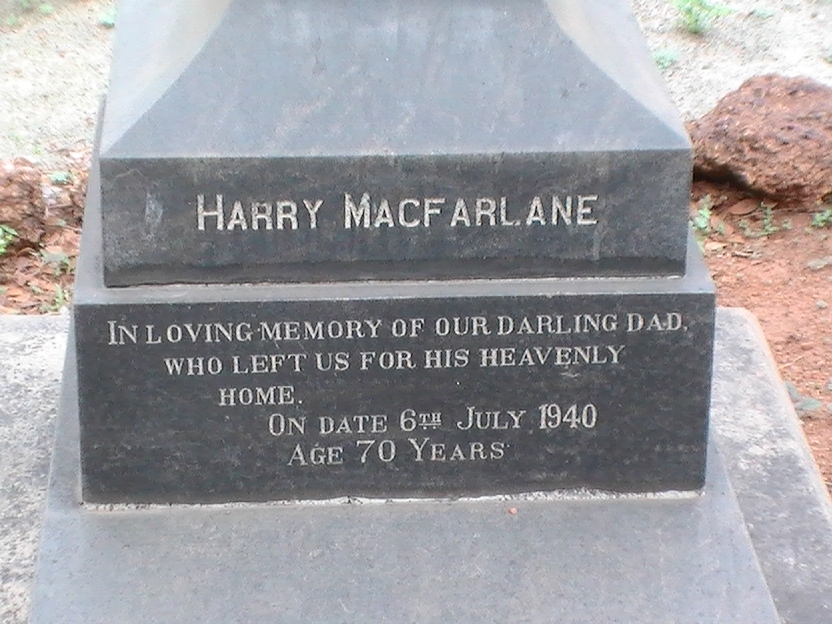 HARRY MACFARLANE
IN LOVING MEMORY OF OUR DARLING DAD,
WHO LEFT US FOR HIS HEAVENLY
HOME.
ON DATE 6TH JULY 1940
AGE 70 YEARS